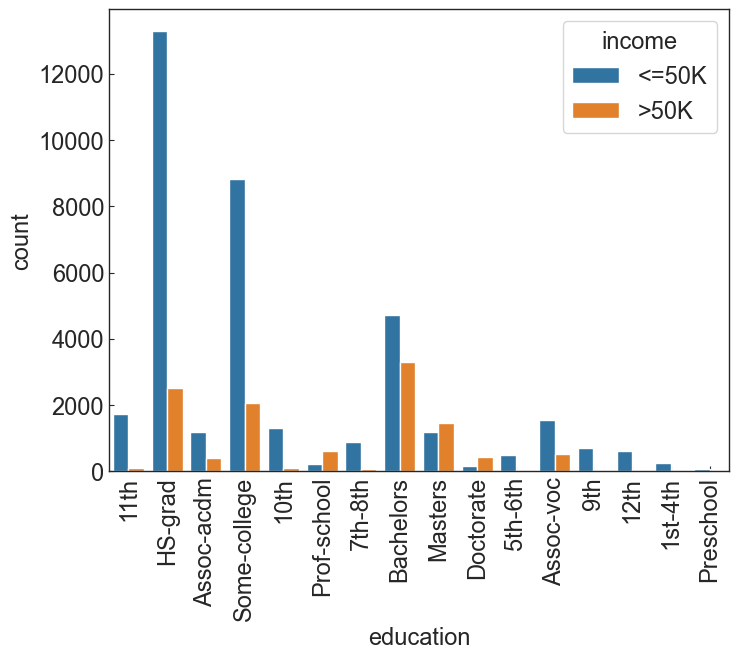 income
<=50K
>50K
12000
10000
8000
6000
4000
2000
0
count
11th
HS-grad
Assoc-acdm
Some-college
10th
Prof-school
7th-8th
Bachelors
Masters
Doctorate
5th-6th
Assoc-voc
9th
12th
1st-4th
Preschool
education